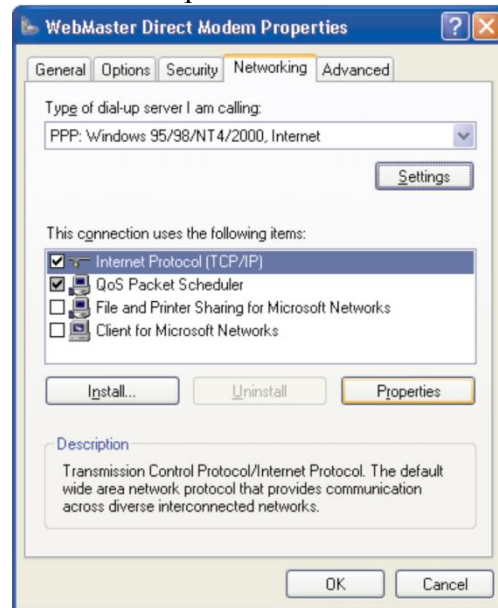 WebMaster Direct Modem Properties
General Options Security Networking Advanced
Type of dial-up server I am calling:
PPP: Windows 95/98/NT4/2000, Internet
Settings
This connection uses the following items:
Internet Protocol (TCP/IP)
QoS Packet Scheduler
File and Printer Sharing for Microsoft Networks
Client for Microsoft Networks
Install... Uninstall Properties
Description
Transmission Control Protocol/Internet Protocol. The default
wide area network protocol that provides communication
across diverse interconnected networks.
OK Cancel